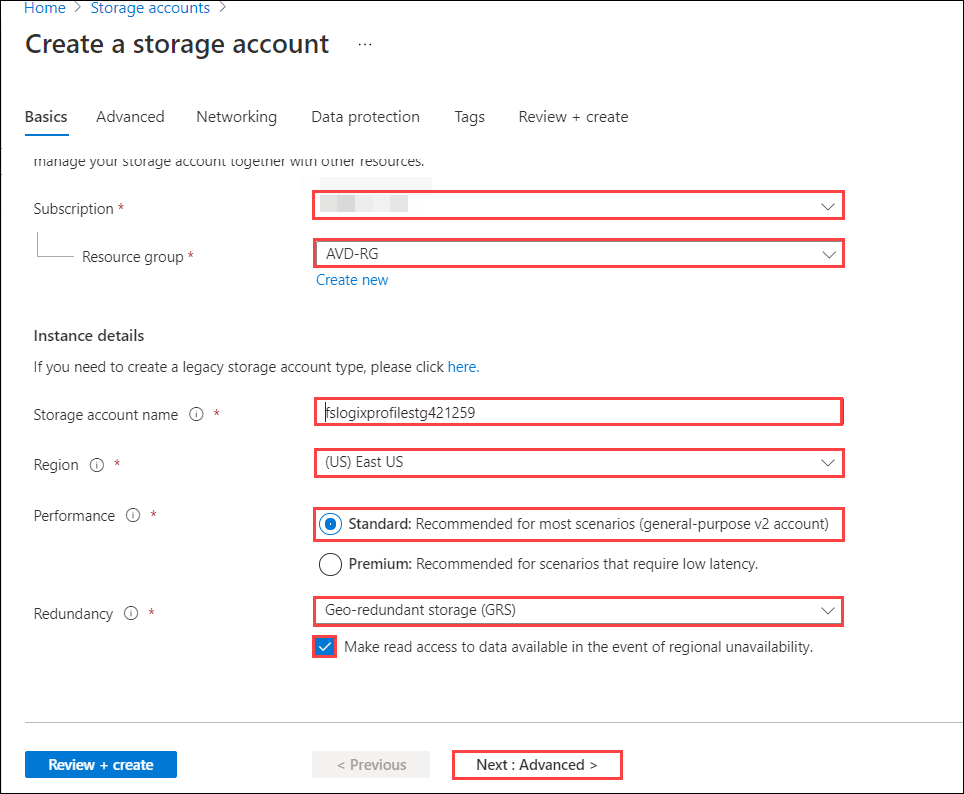 Home > Storage accounts >
Create a storage account ...
Basics Advanced Networking Data protection Tags Review + create
manage your storage account together with other resources.
Subscription *
Resource group * AVD-RG
Create new
Instance details
If you need to create a legacy storage account type, please click here.
Storage account name * fslogixprofilestg421259
Region * (US) East US
Performance * Standard: Recommended for most scenarios (general-purpose v2 account)
Premium: Recommended for scenarios that require low latency.
Redundancy * Geo-redundant storage (GRS)
Make read access to data available in the event of regional unavailability.
Review + create < Previous Next : Advanced >